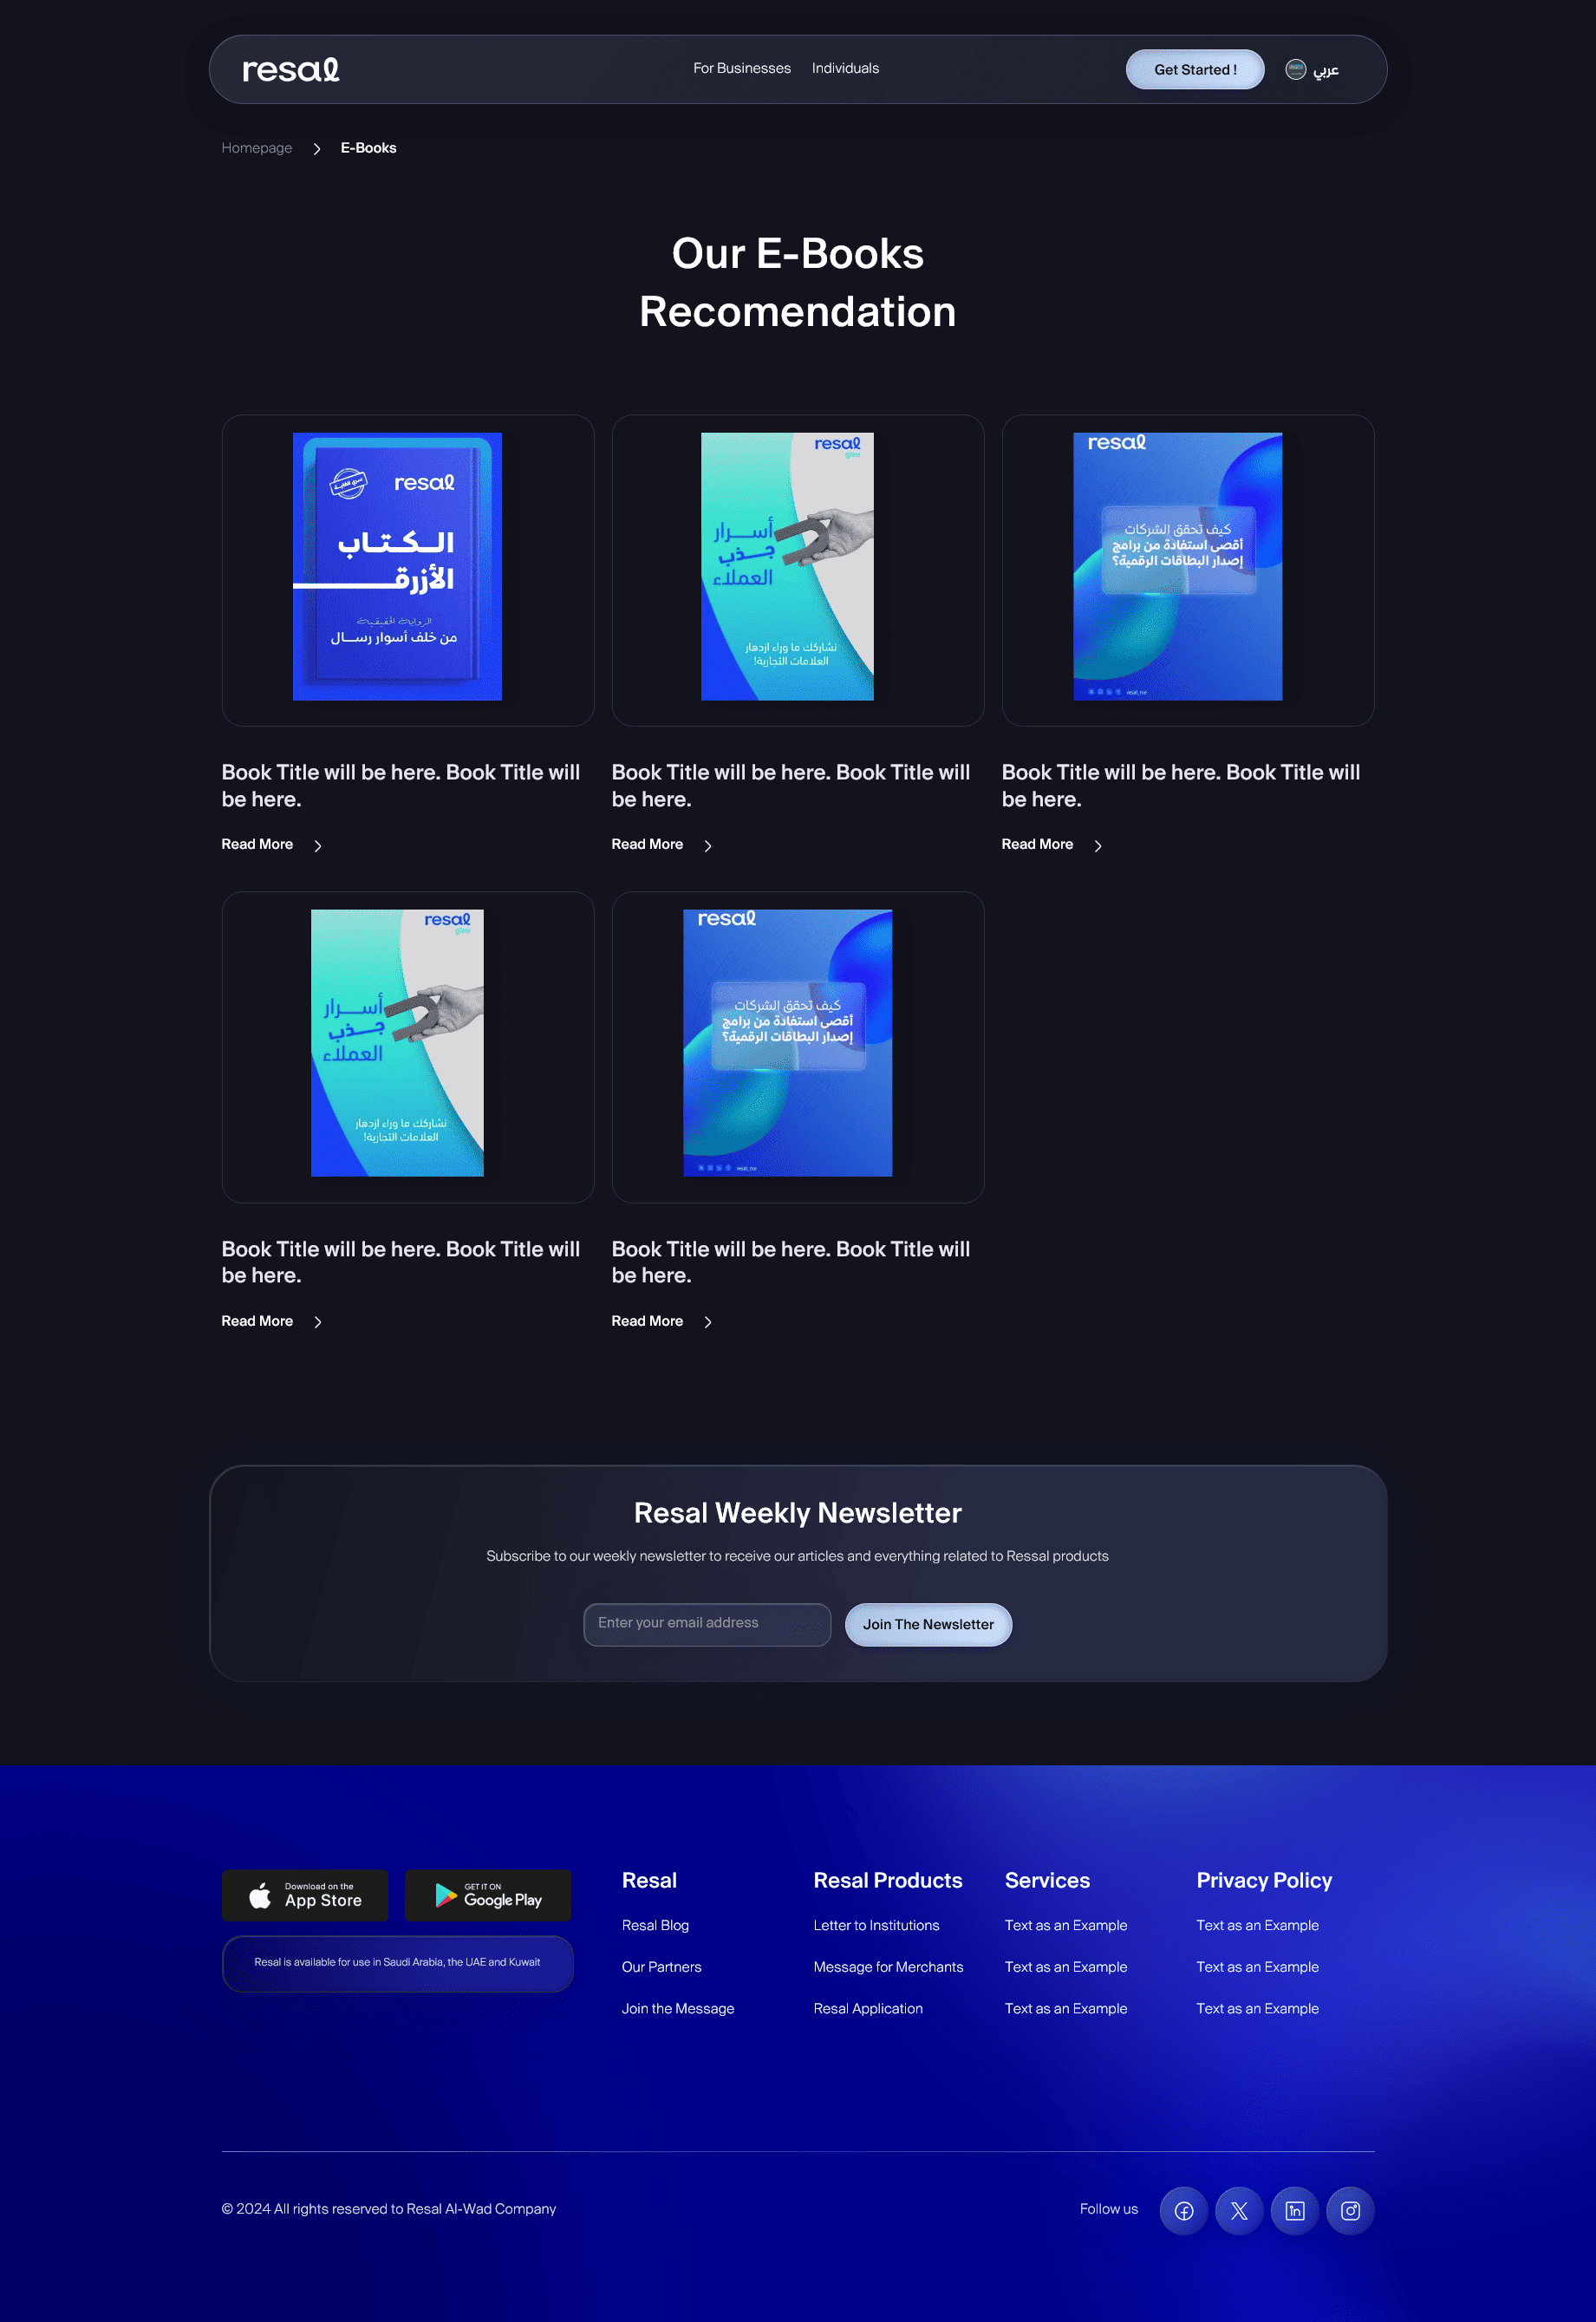 resal
For Businesses
Individuals
Get Started !
عربي
Homepage
E-Books
Our E-Books
Recomendation
resal
الـكـتـاب
الأزرق
الرواية الحقيقية
من خلف أسوار رسـال
Book Title will be here. Book Title will
be here.
Read More
resal
glee
أسـرار
جـذب
العملاء
نشاركك ما وراء ازدهار
العلامات التجارية!
Book Title will be here. Book Title will
be here.
Read More
resal
كيف تحقق الشركات
أقصى استفادة من برامج
إصدار البطاقات الرقمية؟
resal_me
Book Title will be here. Book Title will
be here.
Read More
resal
glee
أسـرار
جـذب
العملاء
نشاركك ما وراء ازدهار
العلامات التجارية!
Book Title will be here. Book Title will
be here.
Read More
resal
كيف تحقق الشركات
أقصى استفادة من برامج
إصدار البطاقات الرقمية؟
resal_me
Book Title will be here. Book Title will
be here.
Read More
Resal Weekly Newsletter
Subscribe to our weekly newsletter to receive our articles and everything related to Ressal products
Enter your email address
Join The Newsletter
Download on the
App Store
GET IT ON
Google Play
Resal is available for use in Saudi Arabia, the UAE and Kuwait
Resal
Resal Blog
Our Partners
Join the Message
Resal Products
Letter to Institutions
Message for Merchants
Resal Application
Services
Text as an Example
Text as an Example
Text as an Example
Privacy Policy
Text as an Example
Text as an Example
Text as an Example
© 2024 All rights reserved to Resal Al-Wad Company
Follow us